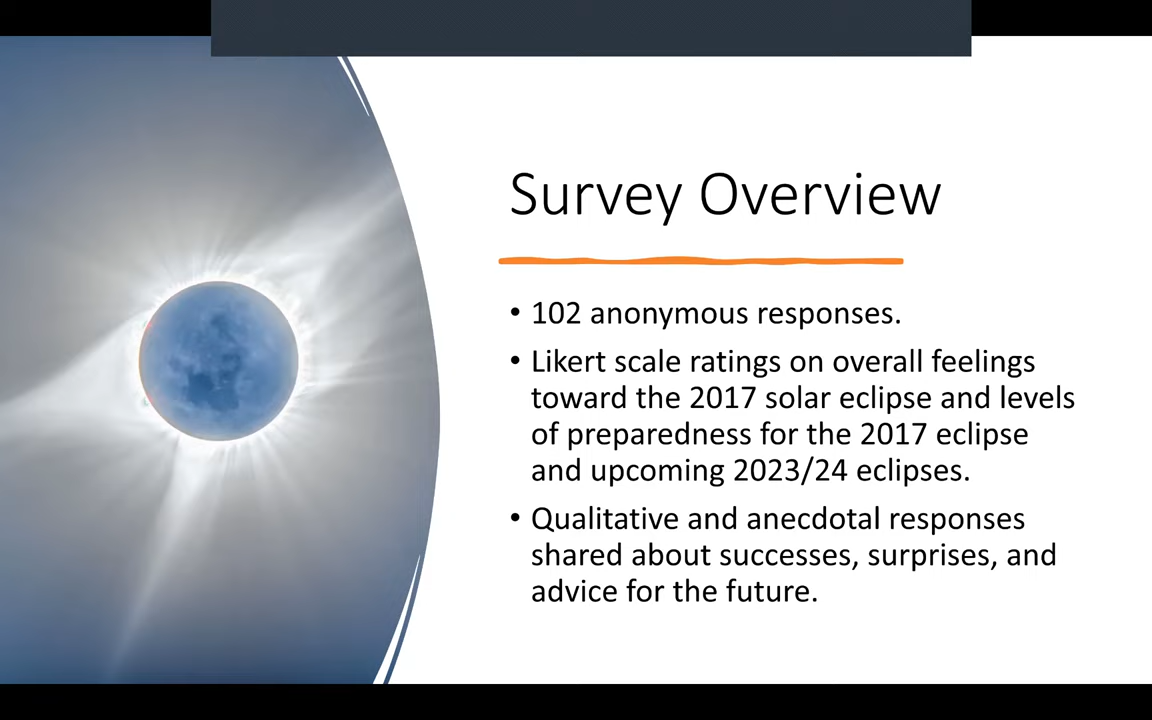 Survey Overview
• 102 anonymous responses.
• Likert scale ratings on overall feelings
toward the 2017 solar eclipse and levels
of preparedness for the 2017 eclipse
and upcoming 2023/24 eclipses.
• Qualitative and anecdotal responses
shared about successes, surprises, and
advice for the future.